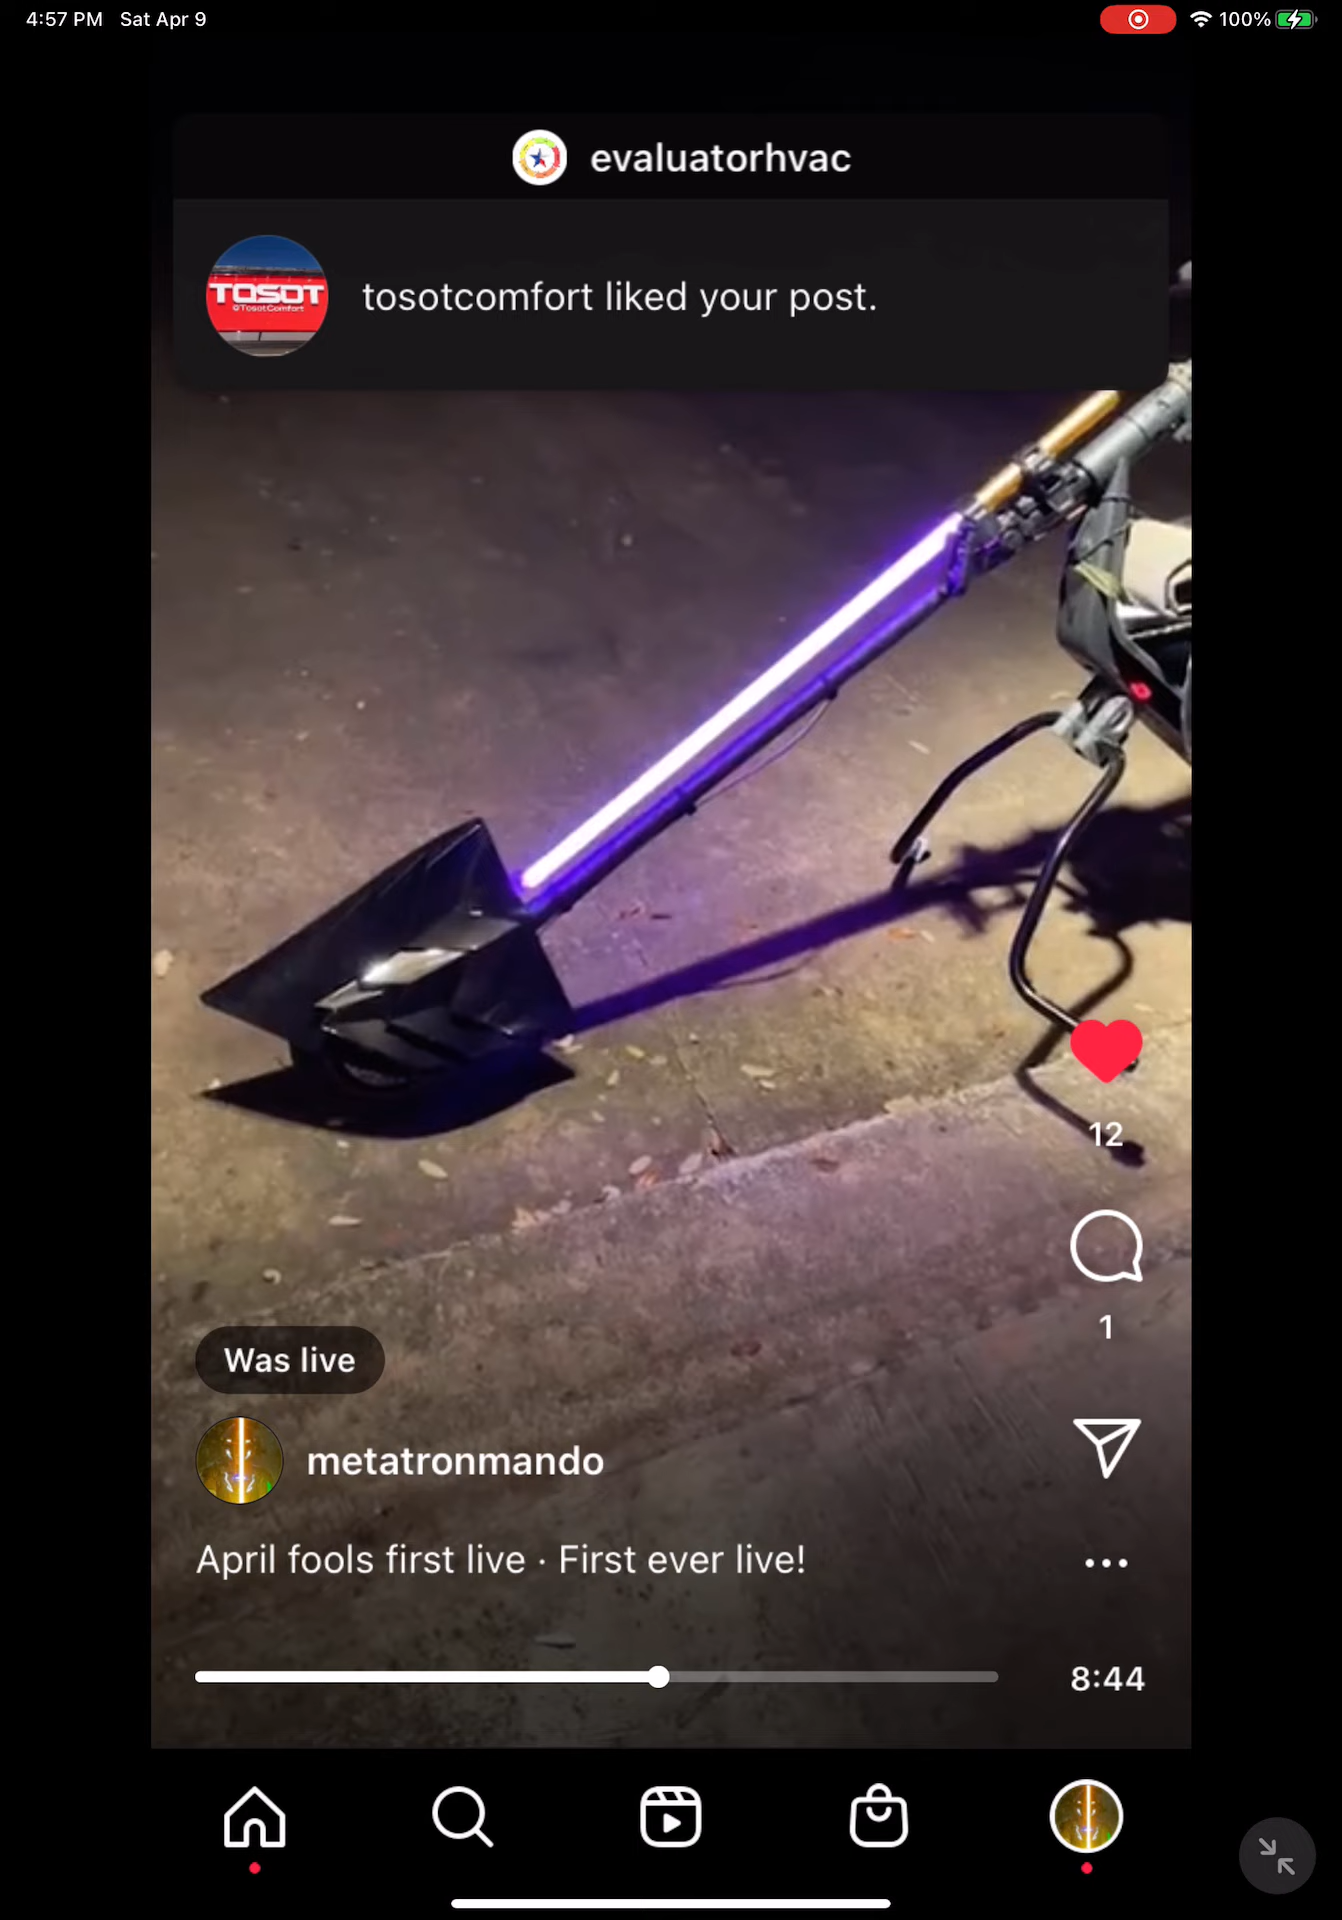 4:57 PM Sat Apr 9
100%
evaluatorhvac
TOSOT
@TosotComfort
tosotcomfort liked your post.
12
1
Was live
metatronmando
April fools first live · First ever live!
8:44